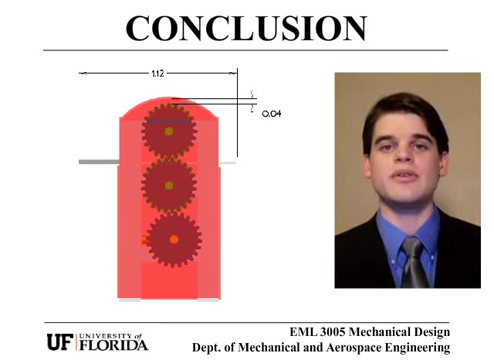 CONCLUSION
1.12
0.04
UF UNIVERSITY of
FLORIDA
EML 3005 Mechanical Design
Dept. of Mechanical and Aerospace Engineering